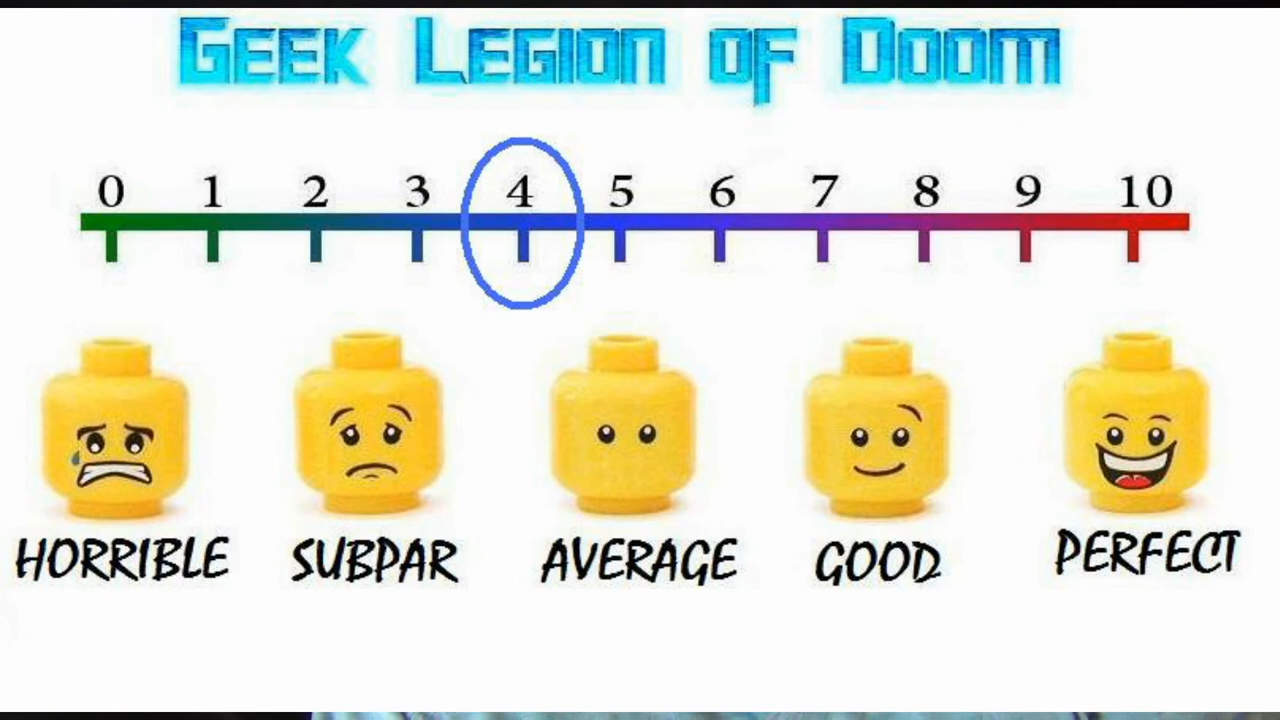 GEEK LEGION OF DOOM
0 1 2 3 4 5 6 7 8 9 10
HORRIBLE SUBPAR AVERAGE GOOD PERFECT